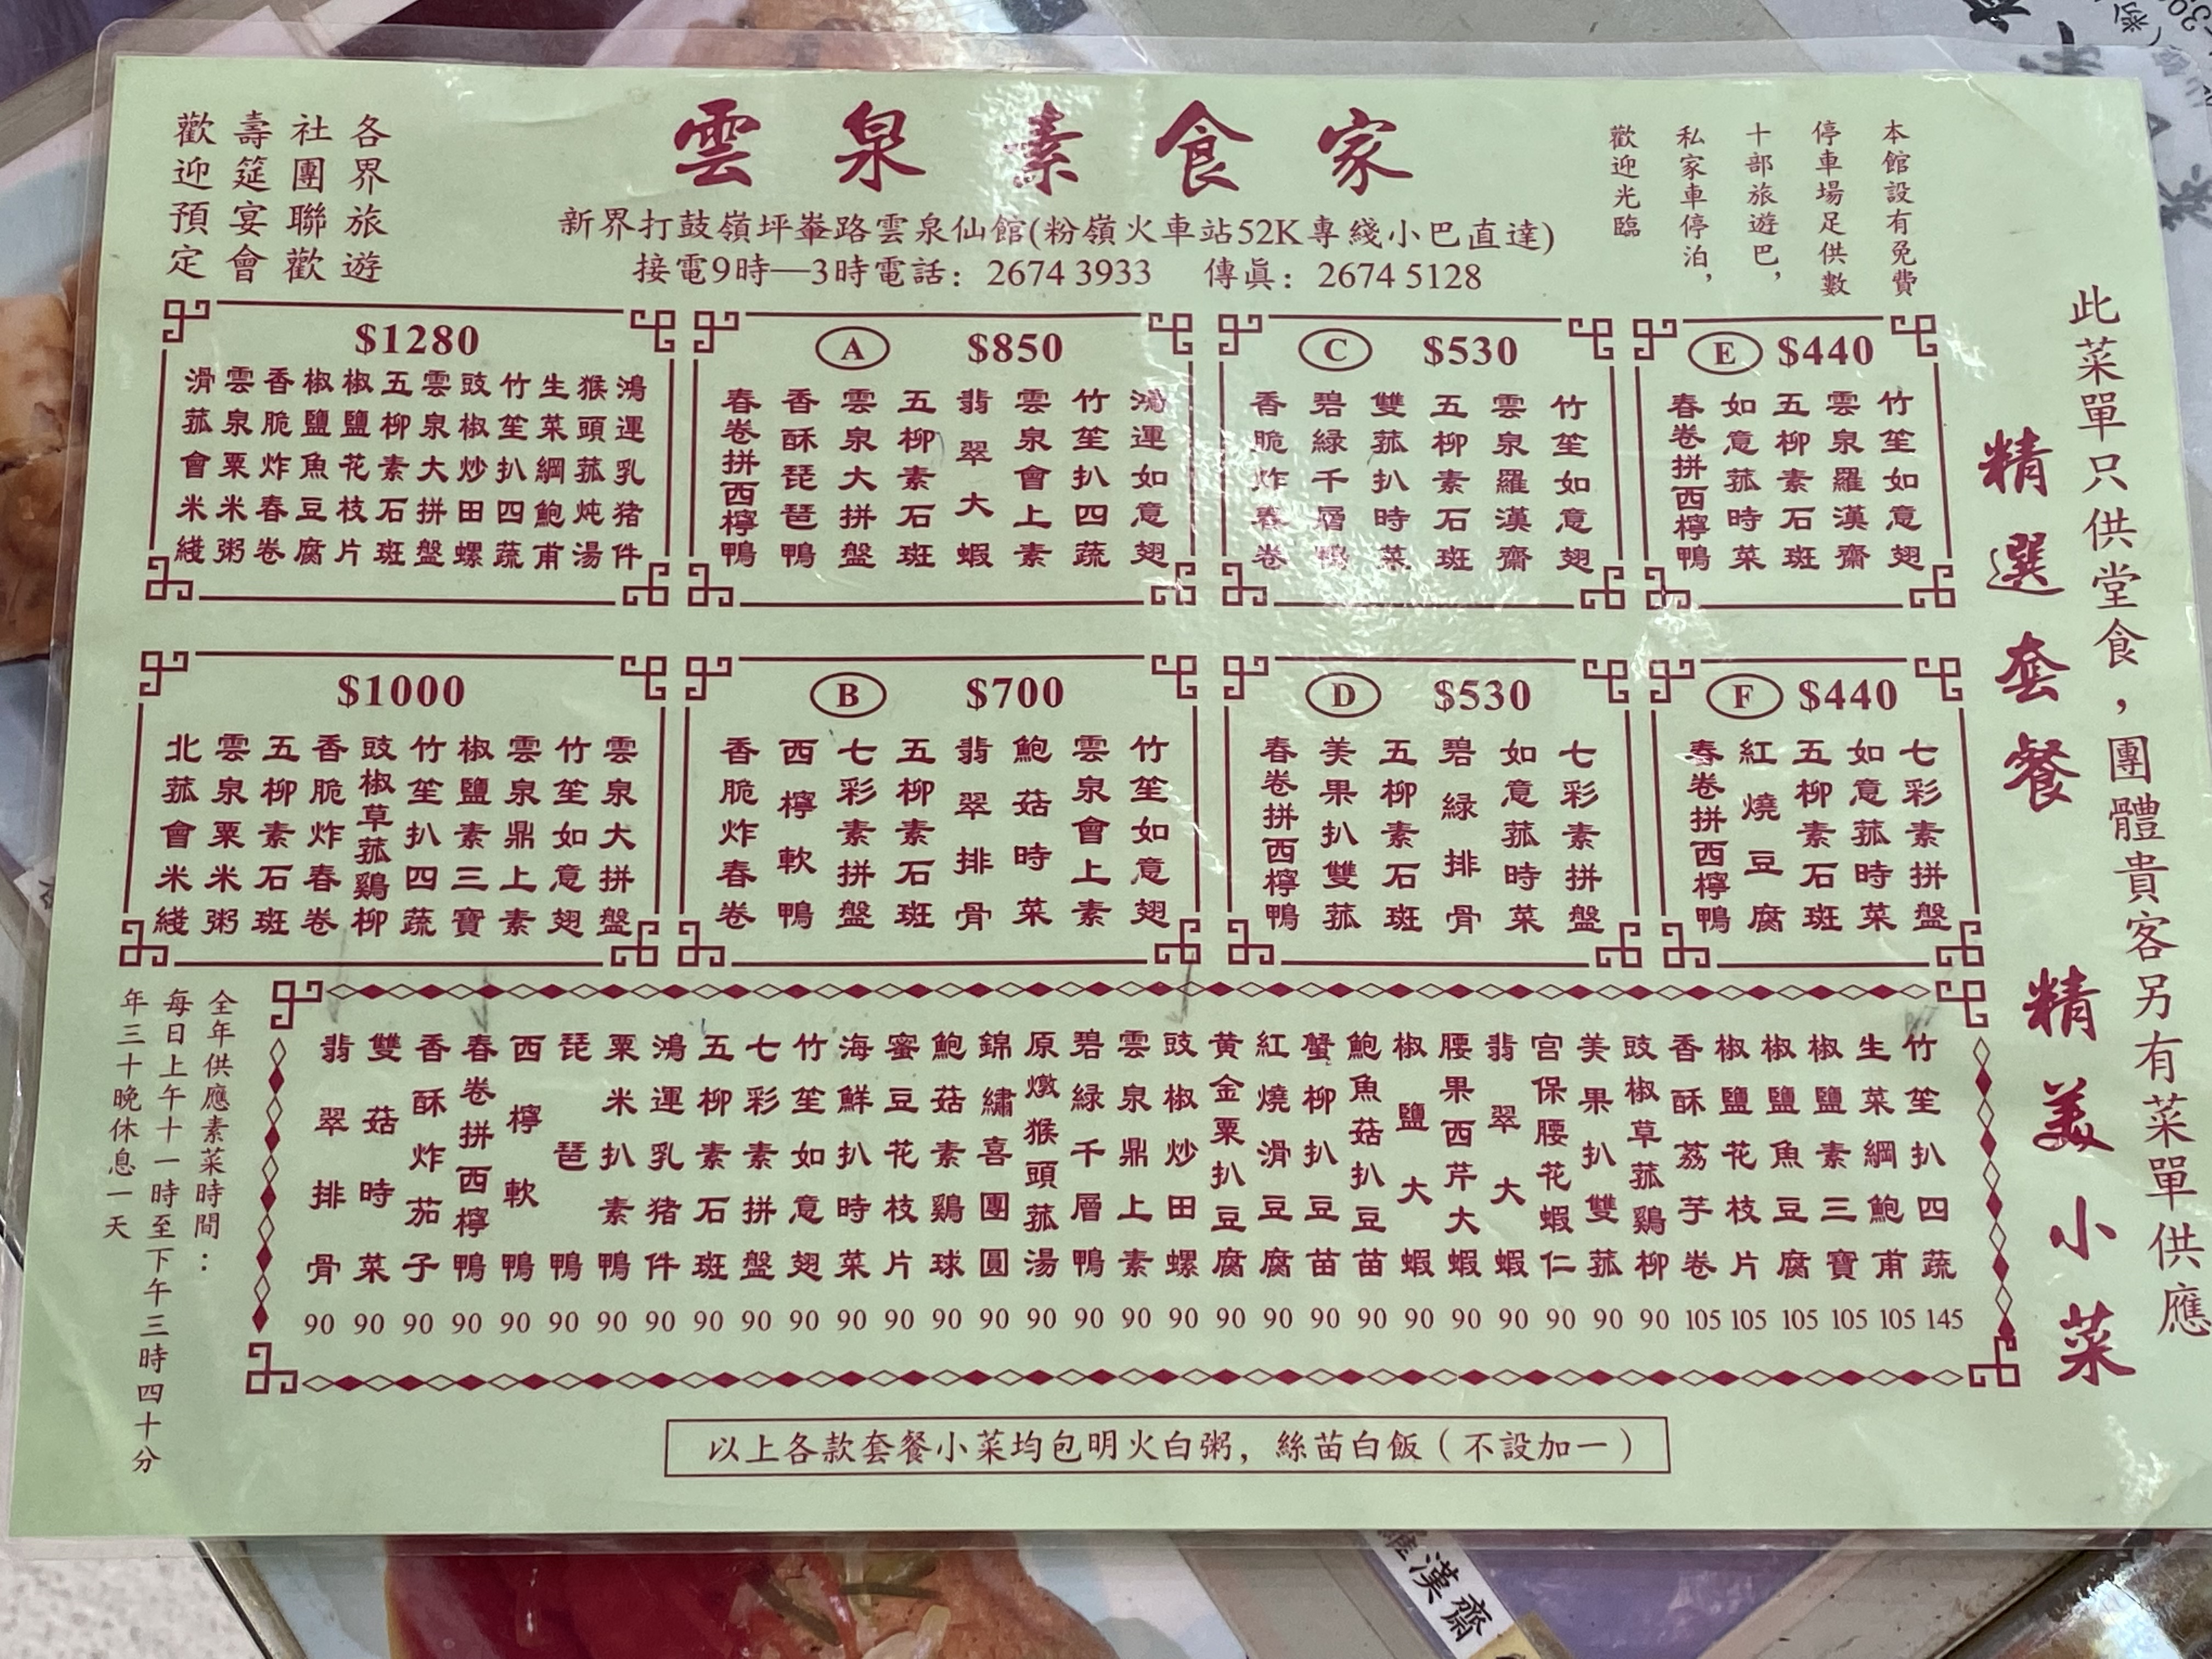 雲泉素食家
新界打鼓嶺坪輋路雲泉仙館(粉嶺火車站52K專綫小巴直達)
接電9時—3時電話：2674 3933 傳眞：2674 5128
各界旅遊
社團聯歡
壽筵宴會
歡迎預定
本館設有免費
停車場足供數
十部旅遊巴，
私家車停泊，
歡迎光臨
此菜單只供堂食，團體貴客另有菜單供應
精選套餐
精美小菜
$1280
鴻運乳猪件
猴頭菰炖湯
生菜綱鮑甫
竹笙扒四蔬
豉椒炒田螺
雲泉大拼盤
五柳素石斑
椒鹽花枝片
椒鹽魚豆腐
香脆炸春卷
雲泉粟米粥
滑菰會米綫
A $850
鴻運如意翅
竹笙扒四蔬
雲泉會上素
翡翠大蝦
五柳素石斑
雲泉大拼盤
香酥琵琶鴨
春卷拼西檸鴨
C $530
竹笙如意翅
雲泉羅漢齋
五柳素石斑
雙菰扒時菜
碧綠千層鴨
香脆炸春卷
E $440
竹笙如意翅
雲泉羅漢齋
五柳素石斑
如意菰時菜
春卷拼西檸鴨
$1000
雲泉大拼盤
竹笙如意翅
雲泉鼎上素
椒鹽素三寶
竹笙扒四蔬
豉椒草菰鷄柳
香脆炸春卷
五柳素石斑
雲泉粟米粥
北菰會米綫
B $700
竹笙如意翅
雲泉會上素
鮑菇時菜
翡翠排骨
五柳素石斑
七彩素拼盤
西檸軟鴨
香脆炸春卷
D $530
七彩素拼盤
如意菰時菜
碧綠排骨
五柳素石斑
美果扒雙菰
春卷拼西檸鴨
F $440
七彩素拼盤
如意菰時菜
五柳素石斑
紅燒豆腐
春卷拼西檸鴨
竹笙扒四蔬 145
生菜綱鮑甫 105
椒鹽素三寶 105
椒鹽魚豆腐 105
椒鹽花枝片 105
香酥荔芋卷 105
豉椒草菰鷄柳 90
美果扒雙菰 90
宫保腰花蝦仁 90
翡翠大蝦 90
腰果西芹大蝦 90
椒鹽大蝦 90
鮑魚菇扒豆苗 90
蟹柳扒豆苗 90
紅燒滑豆腐 90
黄金粟扒豆腐 90
豉椒炒田螺 90
雲泉鼎上素 90
碧綠千層鴨 90
原燉猴頭菰湯 90
錦繡喜團圓 90
鮑菇素鷄球 90
蜜豆花枝片 90
海鮮扒時菜 90
竹笙如意翅 90
七彩素拼盤 90
五柳素石斑 90
鴻運乳猪件 90
粟米扒素鴨 90
琵琶鴨 90
西檸軟鴨 90
春卷拼西檸鴨 90
香酥炸茄子 90
雙菇時菜 90
翡翠排骨 90
全年供應素菜時間：
每日上午十一時至下午三時四十分
年三十晚休息一天
以上各款套餐小菜均包明火白粥，絲苗白飯（不設加一）
羅漢齋